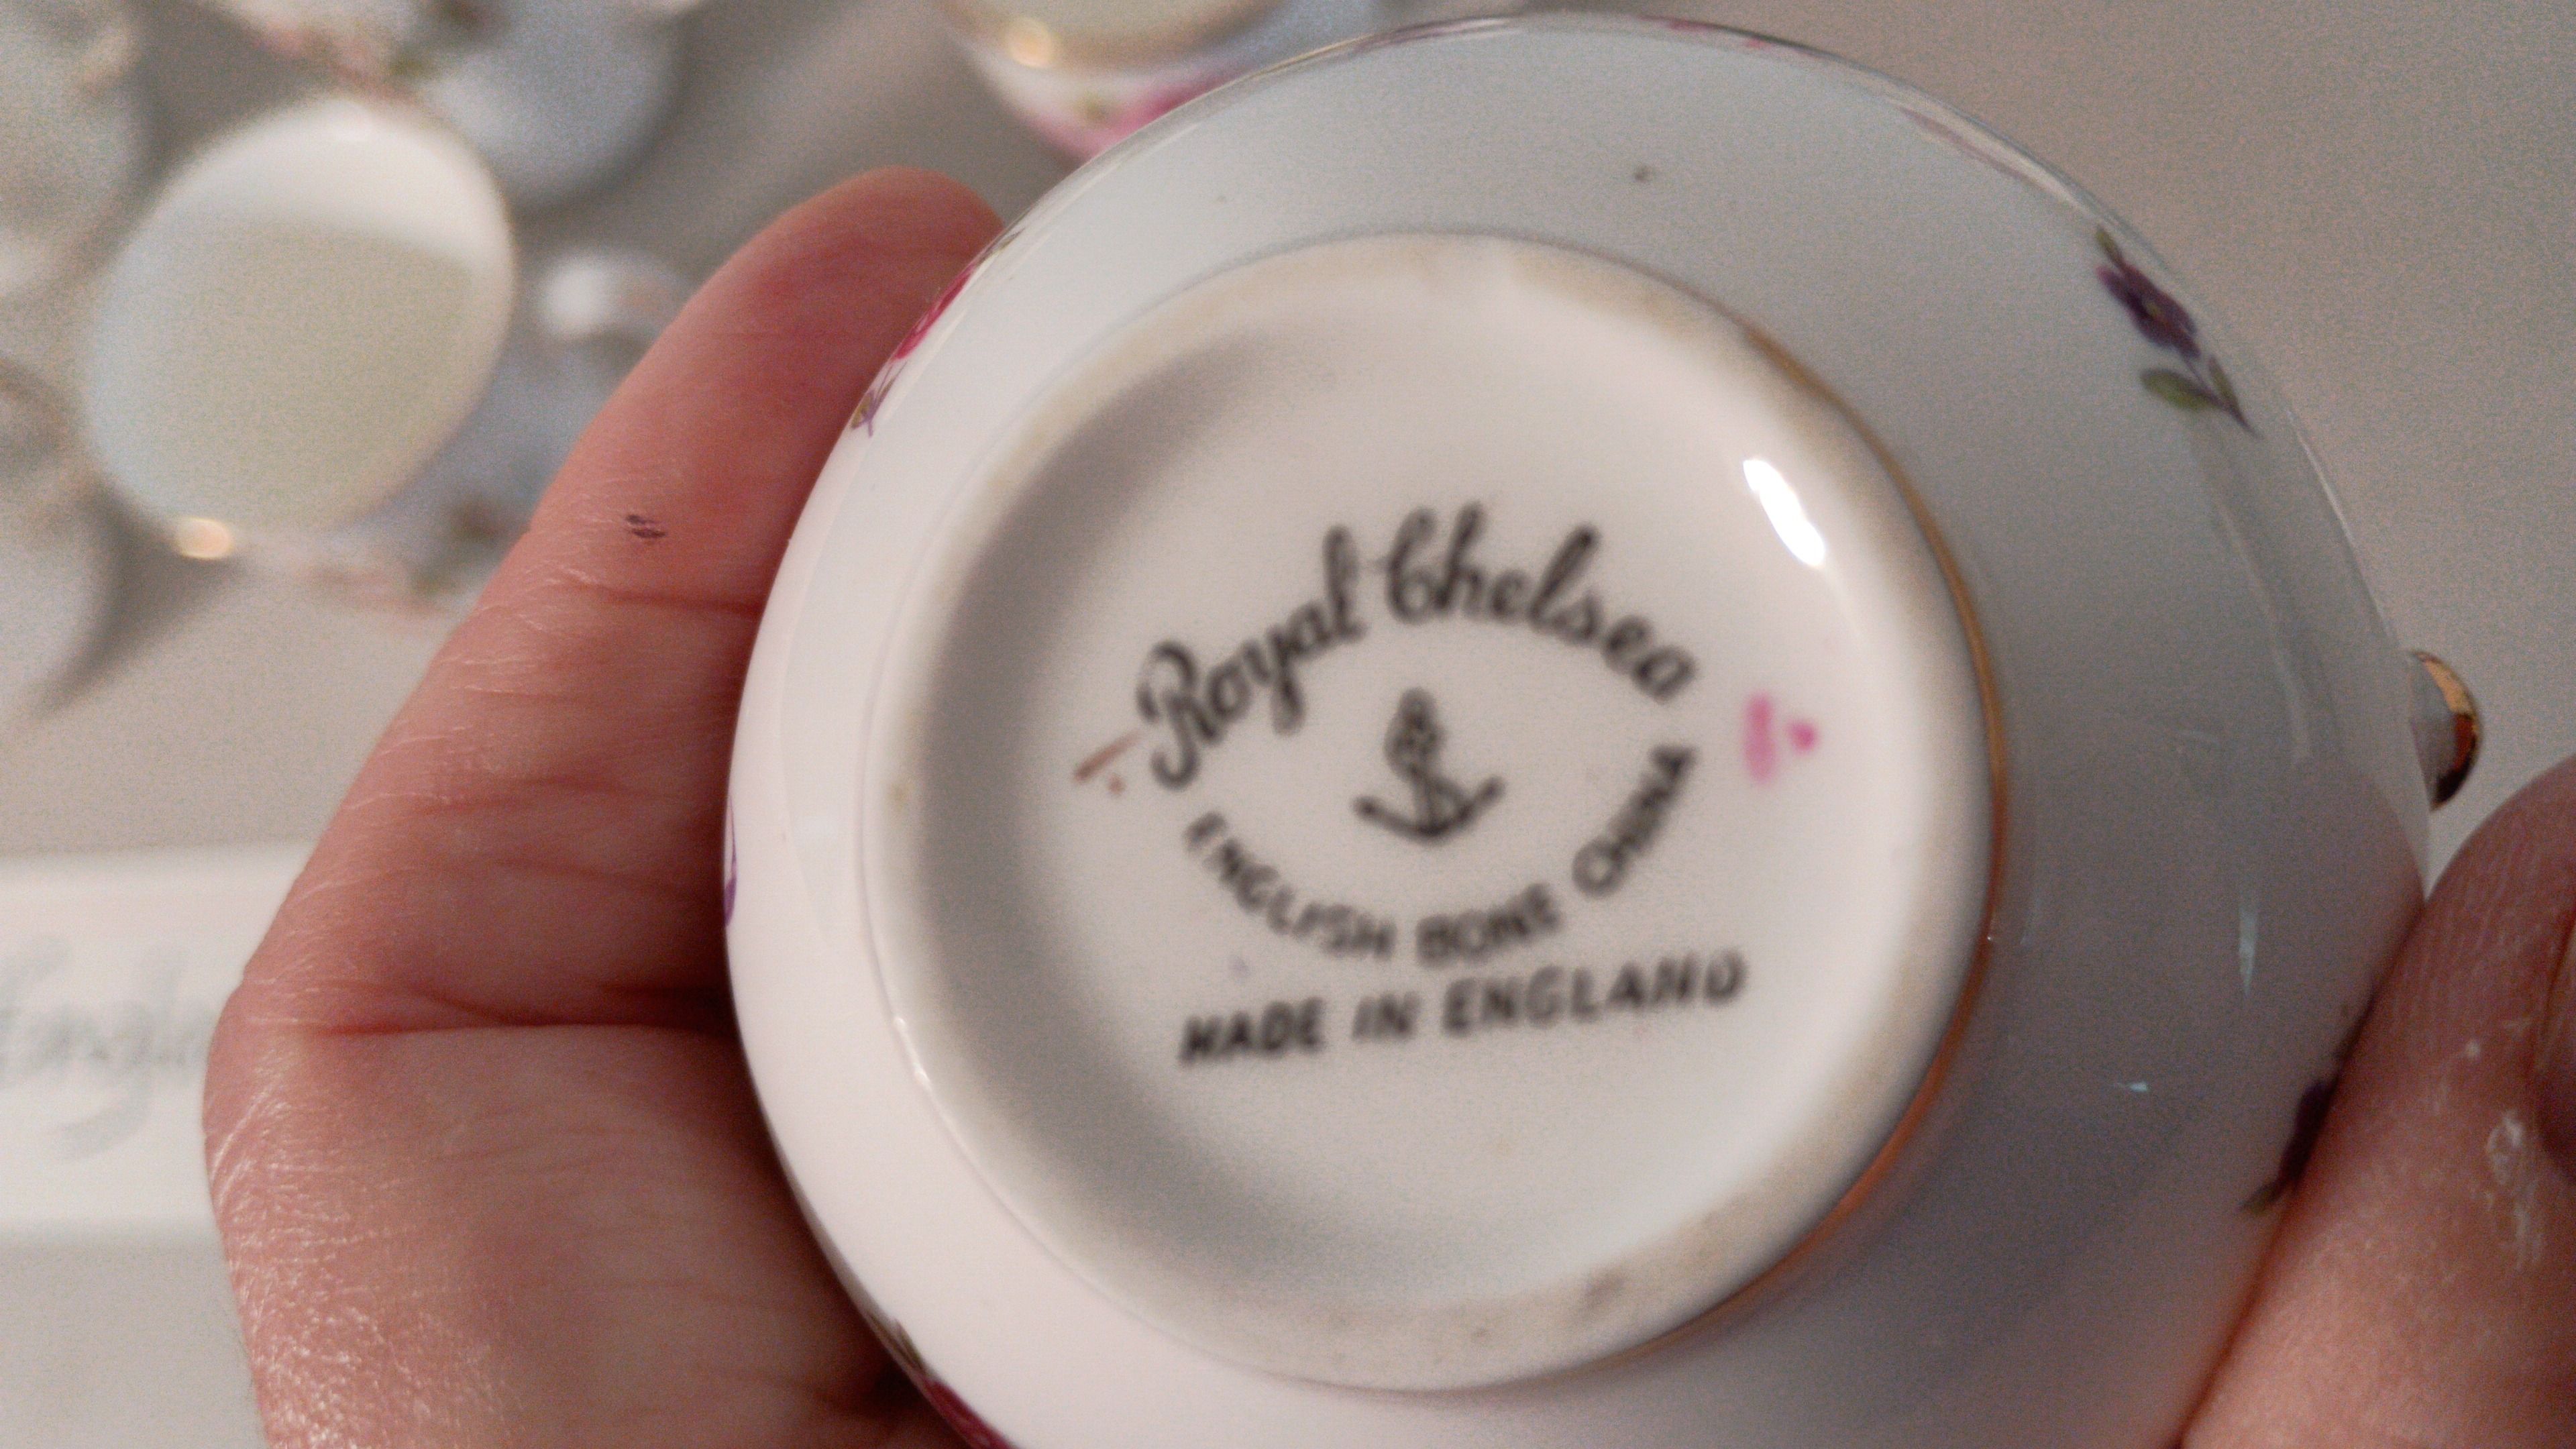 Royal Chelsea
ENGLISH BONE CHINA
MADE IN ENGLAND